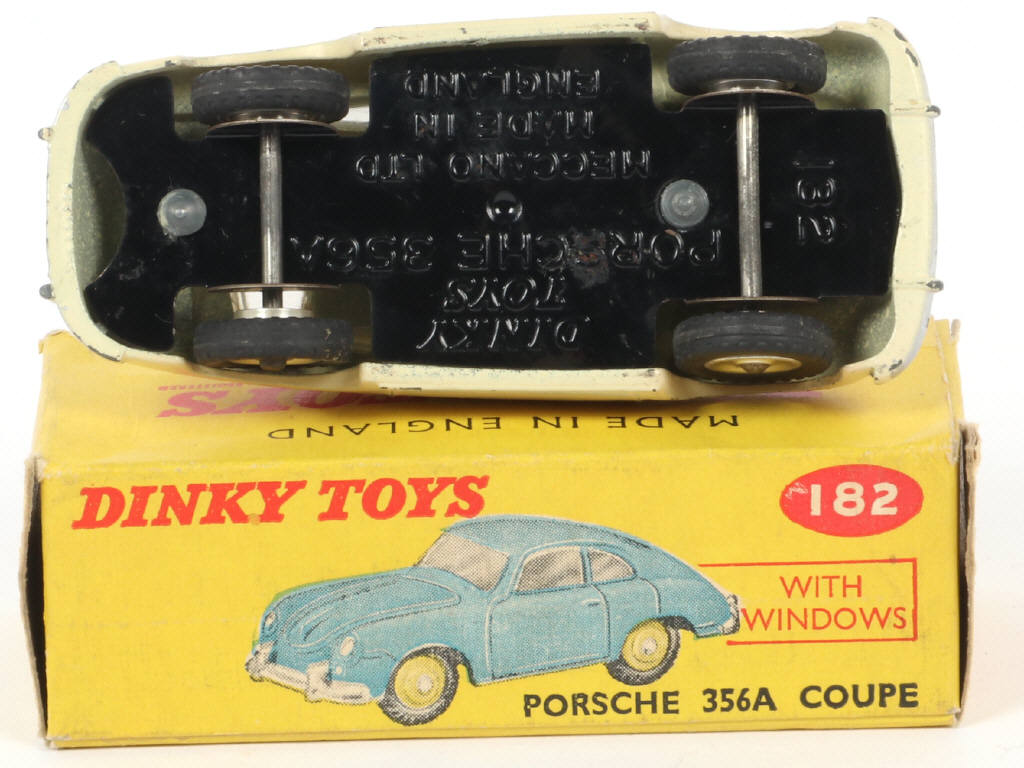 DINKY
TOYS
PORSCHE 356A
MECCANO LTD
MADE IN
ENGLAND
182
MADE IN ENGLAND
TOYS
DINKY TOYS
182
WITH
WINDOWS
PORSCHE 356A COUPE